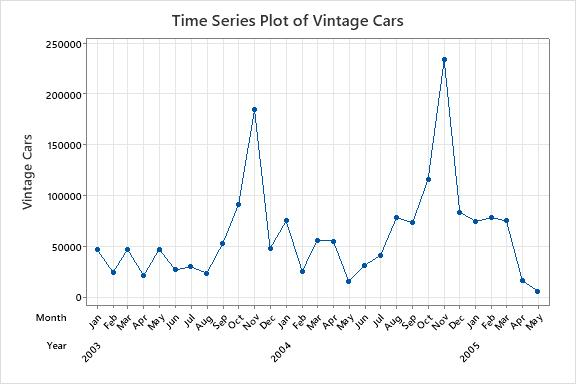 Time Series Plot of Vintage Cars
Vintage Cars
250000
200000
150000
100000
50000
0
Month Jan Feb Mar Apr May Jun Jul Aug Sep Oct Nov Dec Jan Feb Mar Apr May Jun Jul Aug Sep Oct Nov Dec Jan Feb Mar Apr May
Year 2003 2004 2005